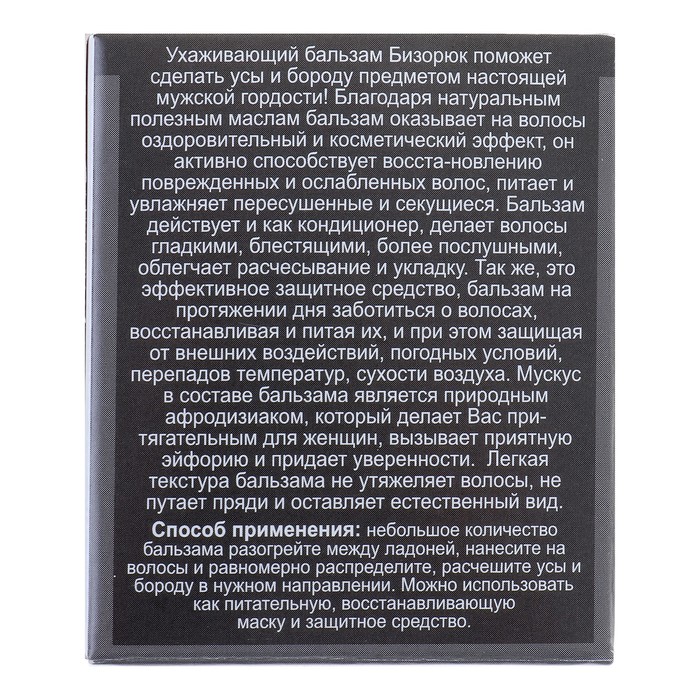 Ухаживающий бальзам Бизорюк поможет
сделать усы и бороду предметом настоящей
мужской гордости! Благодаря натуральным
полезным маслам бальзам оказывает на волосы
оздоровительный и косметический эффект, он
активно способствует восста-новлению
поврежденных и ослабленных волос, питает и
увлажняет пересушенные и секущиеся. Бальзам
действует и как кондиционер, делает волосы
гладкими, блестящими, более послушными,
облегчает расчесывание и укладку. Так же, это
эффективное защитное средство, бальзам на
протяжении дня заботиться о волосах,
восстанавливая и питая их, и при этом защищая
от внешних воздействий, погодных условий,
перепадов температур, сухости воздуха. Мускус
в составе бальзама является природным
афродизиаком, который делает Вас при-
тягательным для женщин, вызывает приятную
эйфорию и придает уверенности. Легкая
текстура бальзама не утяжеляет волосы, не
путает пряди и оставляет естественный вид.
Способ применения: небольшое количество
бальзама разогрейте между ладоней, нанесите на
волосы и равномерно распределите, расчешите усы и
бороду в нужном направлении. Можно использовать
как питательную, восстанавливающую
маску и защитное средство.